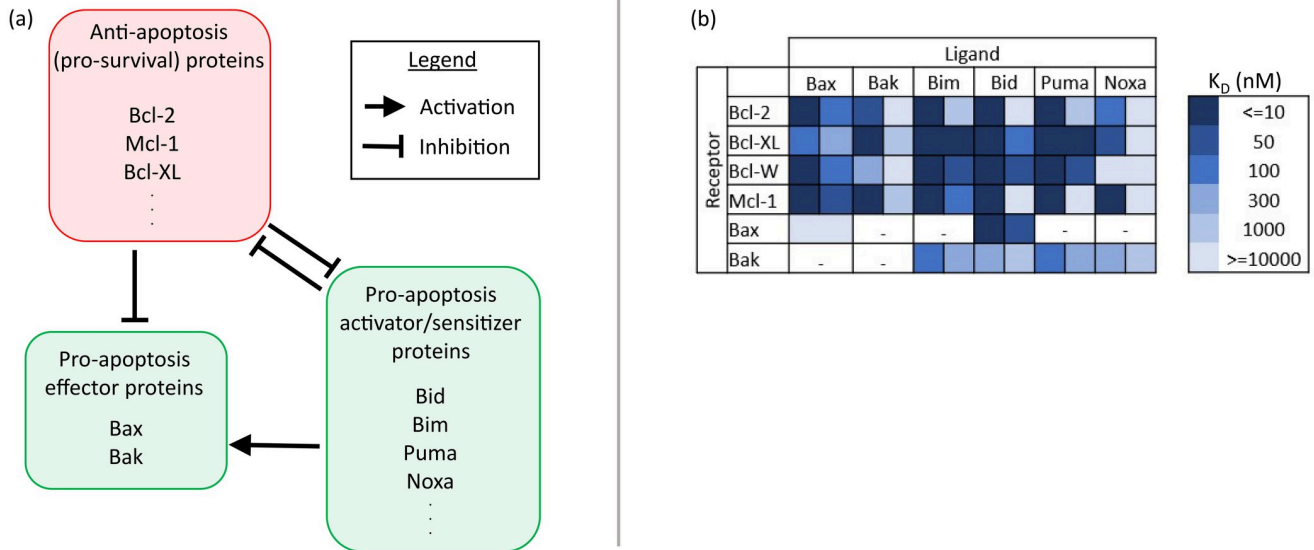 (a)
Anti-apoptosis
(pro-survival) proteins
Bcl-2
Mcl-1
Bcl-XL
.
.
.
Legend
Activation
Inhibition
Pro-apoptosis
effector proteins
Bax
Bak
Pro-apoptosis
activator/sensitizer
proteins
Bid
Bim
Puma
Noxa
.
.
.
(b)
Ligand
Bax Bak Bim Bid Puma Noxa
Receptor
Bcl-2
Bcl-XL
Bcl-W
Mcl-1
Bax - - - -
Bak - -
KD (nM)
<=10
50
100
300
1000
>=10000